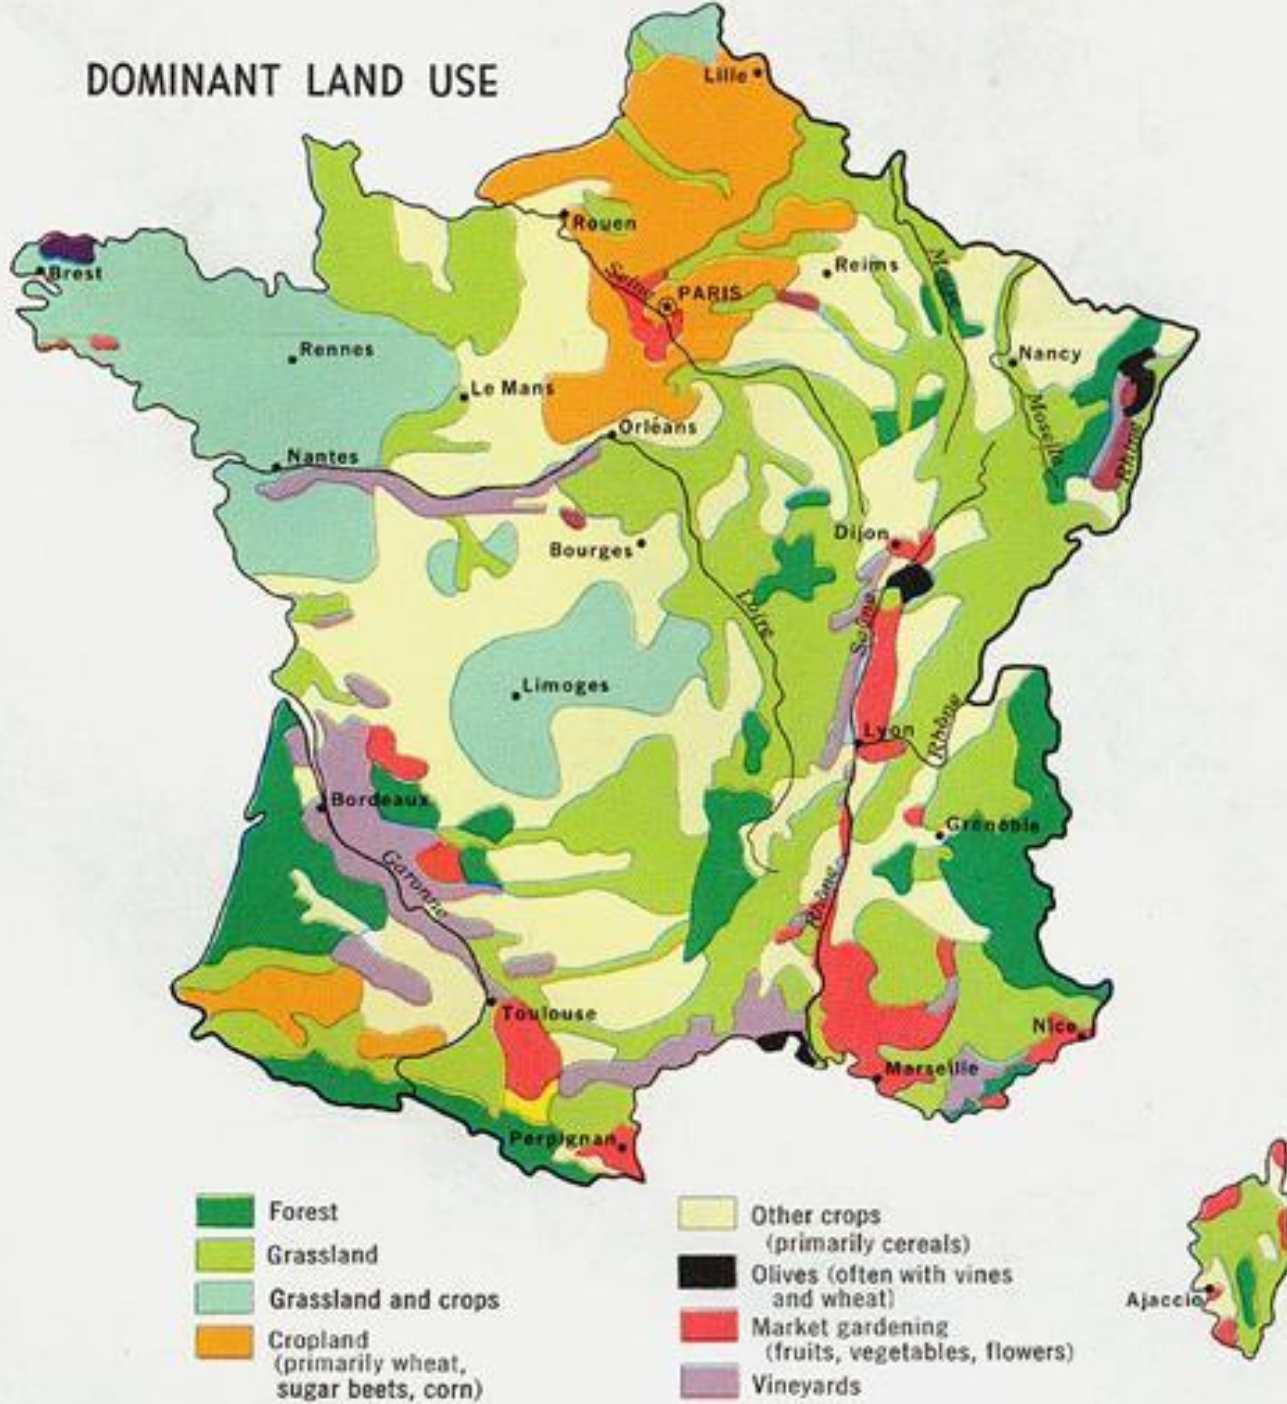 DOMINANT LAND USE
Lille
Rouen
Seine
PARIS
Reims
Meuse
Brest
Rennes
Le Mans
Nancy
Moselle
Rhine
Orléans
Nantes
Bourges
Dijon
Loire
Saône
Limoges
Lyon
Rhône
Bordeaux
Grenoble
Garonne
Rhône
Toulouse
Nice
Marseille
Perpignan
Ajaccio
Forest
Grassland
Grassland and crops
Cropland
(primarily wheat,
sugar beets, corn)
Other crops
(primarily cereals)
Olives (often with vines
and wheat)
Market gardening
(fruits, vegetables, flowers)
Vineyards